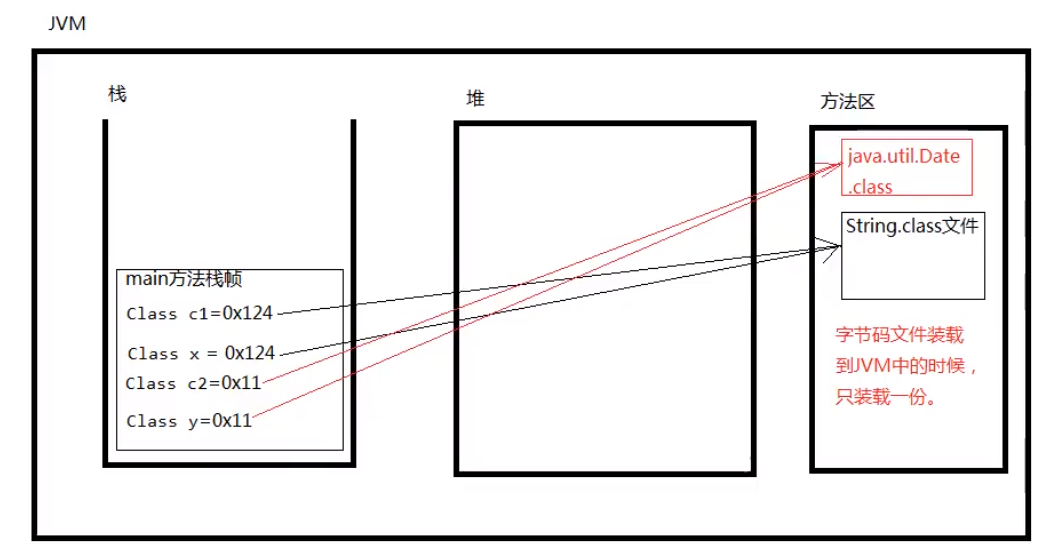 JVM
栈
堆
方法区
java.util.Date
.class
String.class文件
main方法栈帧
Class c1=0x124
Class x = 0x124
Class c2=0x11
Class y=0x11
字节码文件装载
到JVM中的时候，
只装载一份。